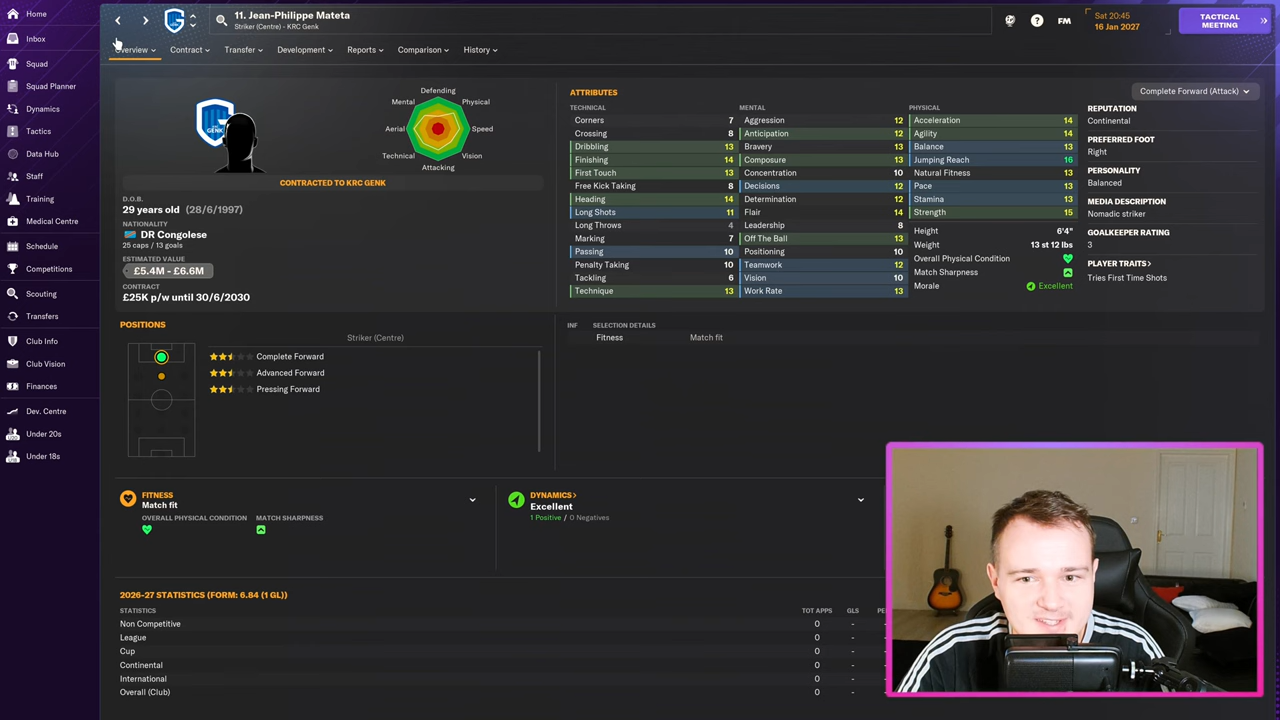 Home
Inbox
Squad
Squad Planner
Dynamics
Tactics
Data Hub
Staff
Training
Medical Centre
Schedule
Competitions
Scouting
Transfers
Club Info
Club Vision
Finances
Dev. Centre
Under 20s
Under 18s
11. Jean-Philippe Mateta
Striker (Centre) - KRC Genk
FM
Sat 20:45
16 Jan 2027
TACTICAL
MEETING
Overview
Contract
Transfer
Development
Reports
Comparison
History
GENK
Defending
Mental
Physical
Aerial
Speed
Technical
Vision
Attacking
CONTRACTED TO KRC GENK
D.O.B.
29 years old (28/6/1997)
NATIONALITY
DR Congolese
25 caps / 13 goals
ESTIMATED VALUE
£5.4M - £6.6M
CONTRACT
£25K p/w until 30/6/2030
ATTRIBUTES
Complete Forward (Attack)
TECHNICAL
Corners 7
Crossing 8
Dribbling 13
Finishing 14
First Touch 13
Free Kick Taking 8
Heading 14
Long Shots 11
Long Throws 4
Marking 7
Passing 10
Penalty Taking 10
Tackling 6
Technique 13
MENTAL
Aggression 12
Anticipation 12
Bravery 13
Composure 13
Concentration 10
Decisions 12
Determination 12
Flair 14
Leadership 8
Off The Ball 13
Positioning 10
Teamwork 12
Vision 10
Work Rate 13
PHYSICAL
Acceleration 14
Agility 14
Balance 13
Jumping Reach 16
Natural Fitness 13
Pace 13
Stamina 13
Strength 15
Height 6'4"
Weight 13 st 12 lbs
Overall Physical Condition
Match Sharpness
Morale Excellent
REPUTATION
Continental
PREFERRED FOOT
Right
PERSONALITY
Balanced
MEDIA DESCRIPTION
Nomadic striker
GOALKEEPER RATING
3
PLAYER TRAITS >
Tries First Time Shots
POSITIONS
Striker (Centre)
Complete Forward
Advanced Forward
Pressing Forward
INF SELECTION DETAILS
Fitness Match fit
FITNESS
Match fit
OVERALL PHYSICAL CONDITION MATCH SHARPNESS
DYNAMICS >
Excellent
1 Positive / 0 Negatives
2026-27 STATISTICS (FORM: 6.84 (1 GL))
STATISTICS TOT APPS GLS
Non Competitive 0 -
League 0 -
Cup 0 -
Continental 0 -
International 0 -
Overall (Club) 0 -